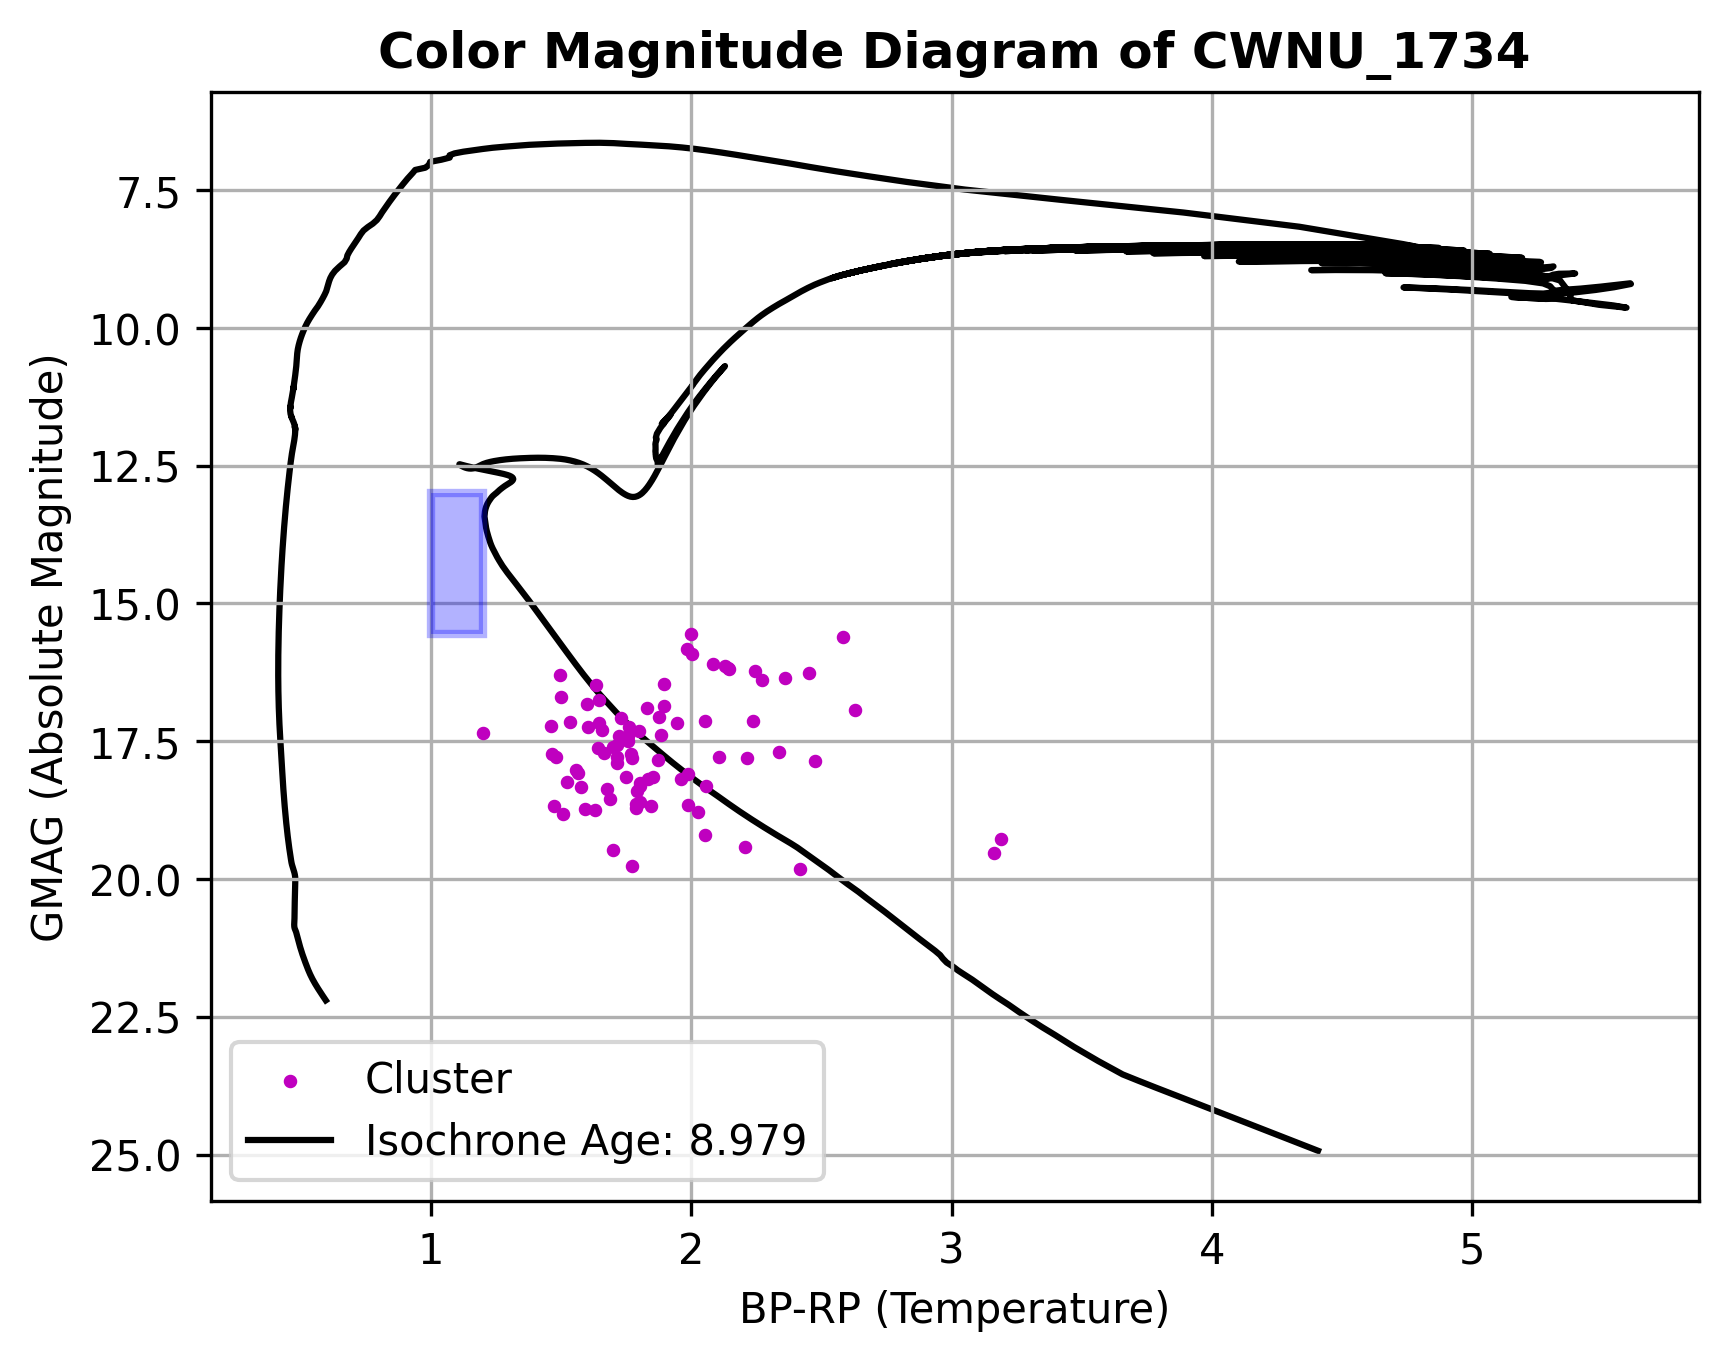 Color Magnitude Diagram of CWNU_1734
GMAG (Absolute Magnitude)
7.5
10.0
12.5
15.0
17.5
20.0
22.5
25.0
Cluster
Isochrone Age: 8.979
1 2 3 4 5
BP-RP (Temperature)